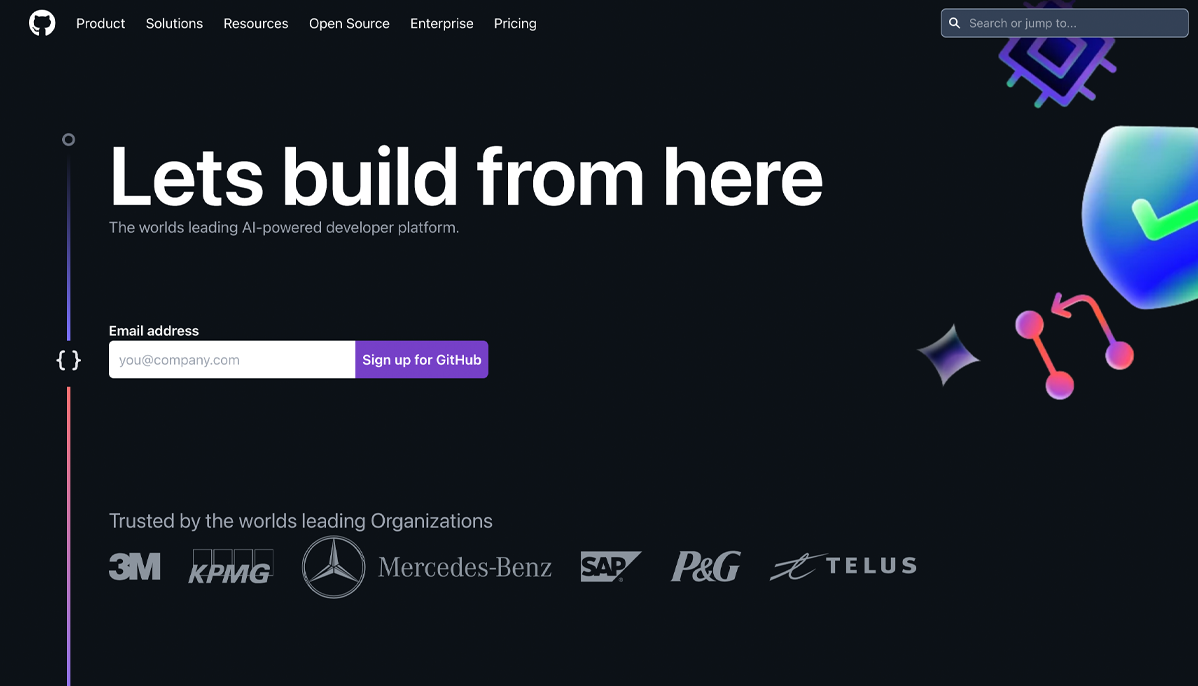 Product Solutions Resources Open Source Enterprise Pricing
Search or jump to...
Lets build from here
The worlds leading AI-powered developer platform.
Email address
{ }
you@company.com Sign up for GitHub
Trusted by the worlds leading Organizations
3M KPMG Mercedes-Benz SAP® P&G TELUS